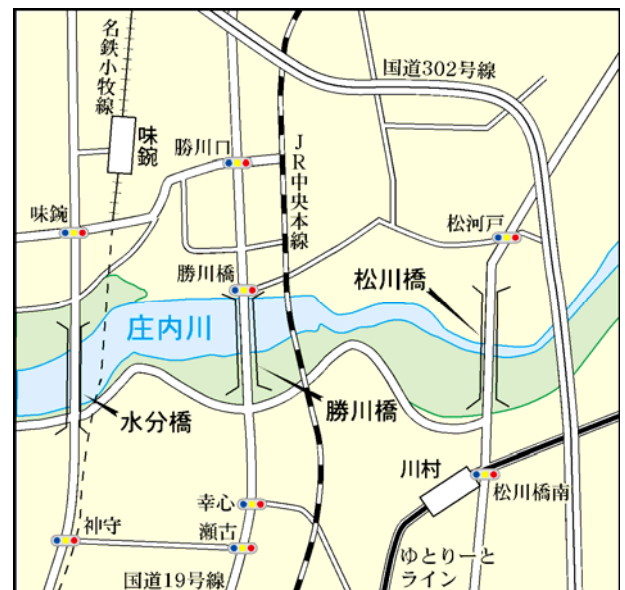 名鉄小牧線
国道302号線
味鋺
勝川口
JR中央本線
味鋺
松河戸
勝川橋
松川橋
庄内川
水分橋
勝川橋
川村
松川橋南
幸心
神守
瀬古
ゆとりーと
ライン
国道19号線